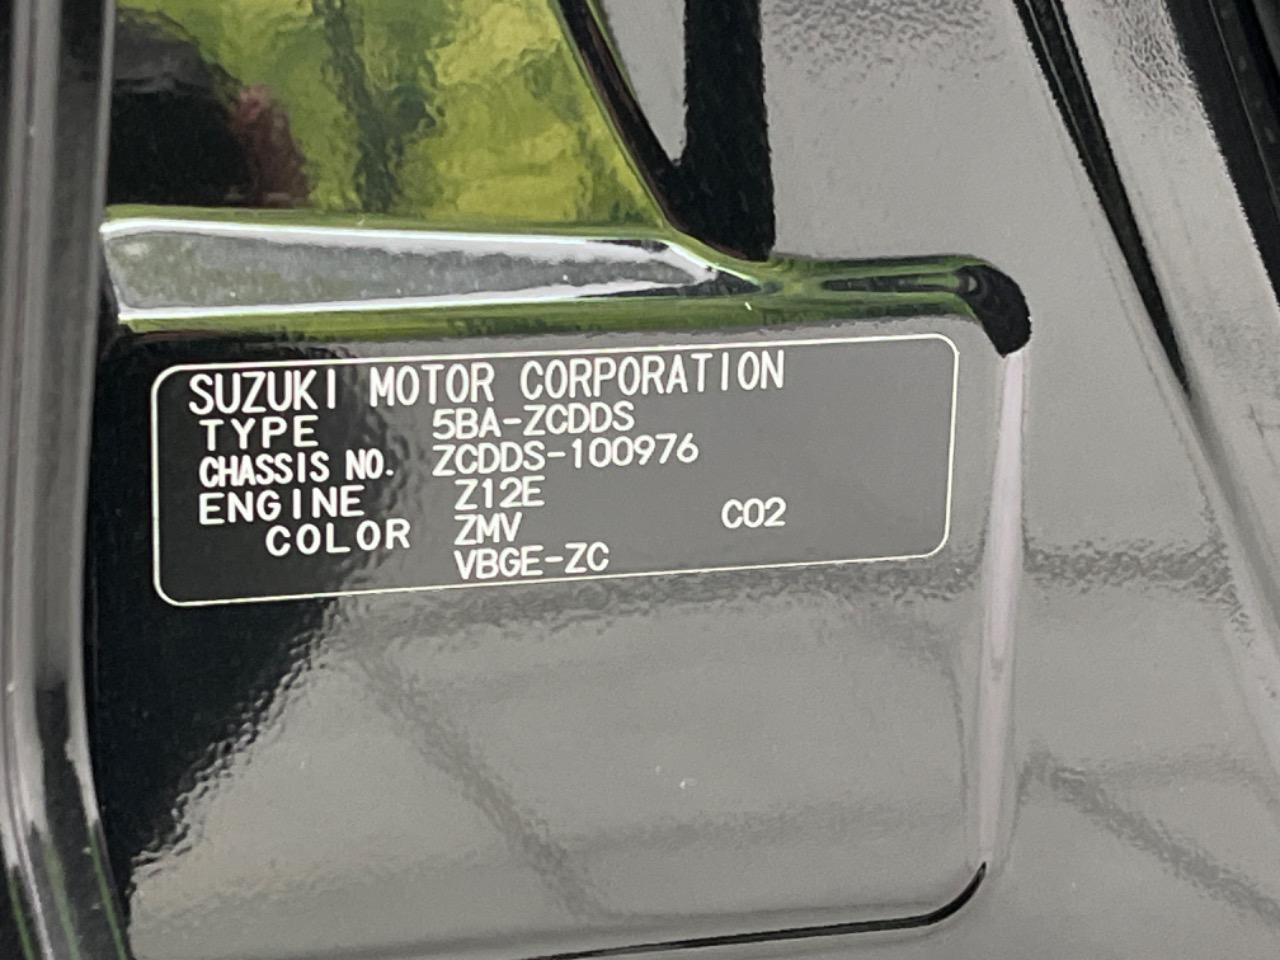 SUZUKI MOTOR CORPORATION
TYPE 5BA-ZCDDS
CHASSIS NO. ZCDDS-100976
ENGINE Z12E
COLOR ZMV C02
VBGE-ZC